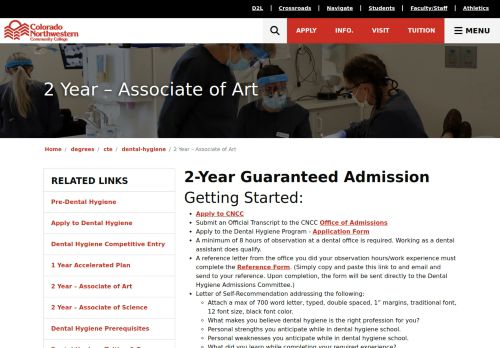 D2L | Crossroads | Navigate | Students | Faculty/Staff | Athletics
Colorado
Northwestern
Community College
APPLY INFO. VISIT TUITION MENU
2 Year – Associate of Art
Home / degrees / cte / dental-hygiene / 2 Year – Associate of Art
RELATED LINKS
Pre-Dental Hygiene
Apply to Dental Hygiene
Dental Hygiene Competitive Entry
1 Year Accelerated Plan
2 Year – Associate of Art
2 Year – Associate of Science
Dental Hygiene Prerequisites
2-Year Guaranteed Admission
Getting Started:
Apply to CNCC
Submit an Official Transcript to the CNCC Office of Admissions
Apply to the Dental Hygiene Program - Application Form
A minimum of 8 hours of observation at a dental office is required. Working as a dental
assistant does qualify.
A reference letter from the office you did your observation hours/work experience must
complete the Reference Form. (Simply copy and paste this link to and email and
send to your reference. Upon completion, the form will be sent directly to the Dental
Hygiene Admissions Committee.)
Letter of Self-Recommendation addressing the following:
Attach a max of 700 word letter, typed, double spaced, 1” margins, traditional font,
12 font size, black font color.
What makes you believe dental hygiene is the right profession for you?
Personal strengths you anticipate while in dental hygiene school.
Personal weaknesses you anticipate while in dental hygiene school.
What did you learn while completing your required experience?